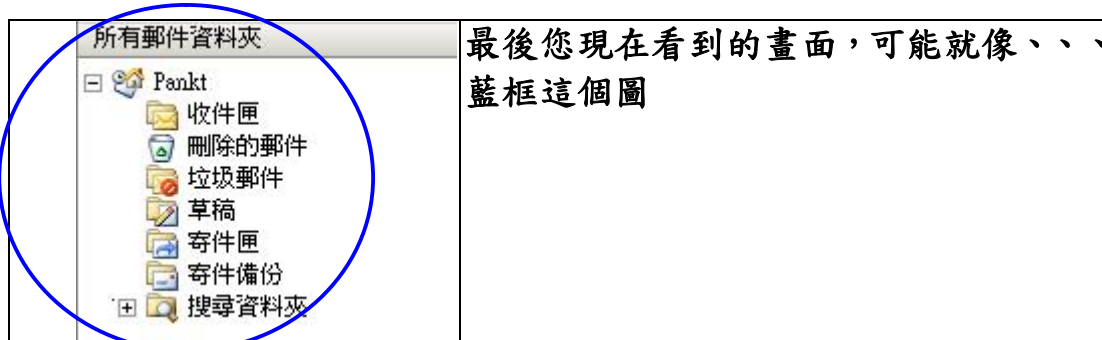 所有郵件資料夾
Pankt
收件匣
刪除的郵件
垃圾郵件
草稿
寄件匣
寄件備份
搜尋資料夾
最後您現在看到的畫面，可能就像、、、
藍框這個圖